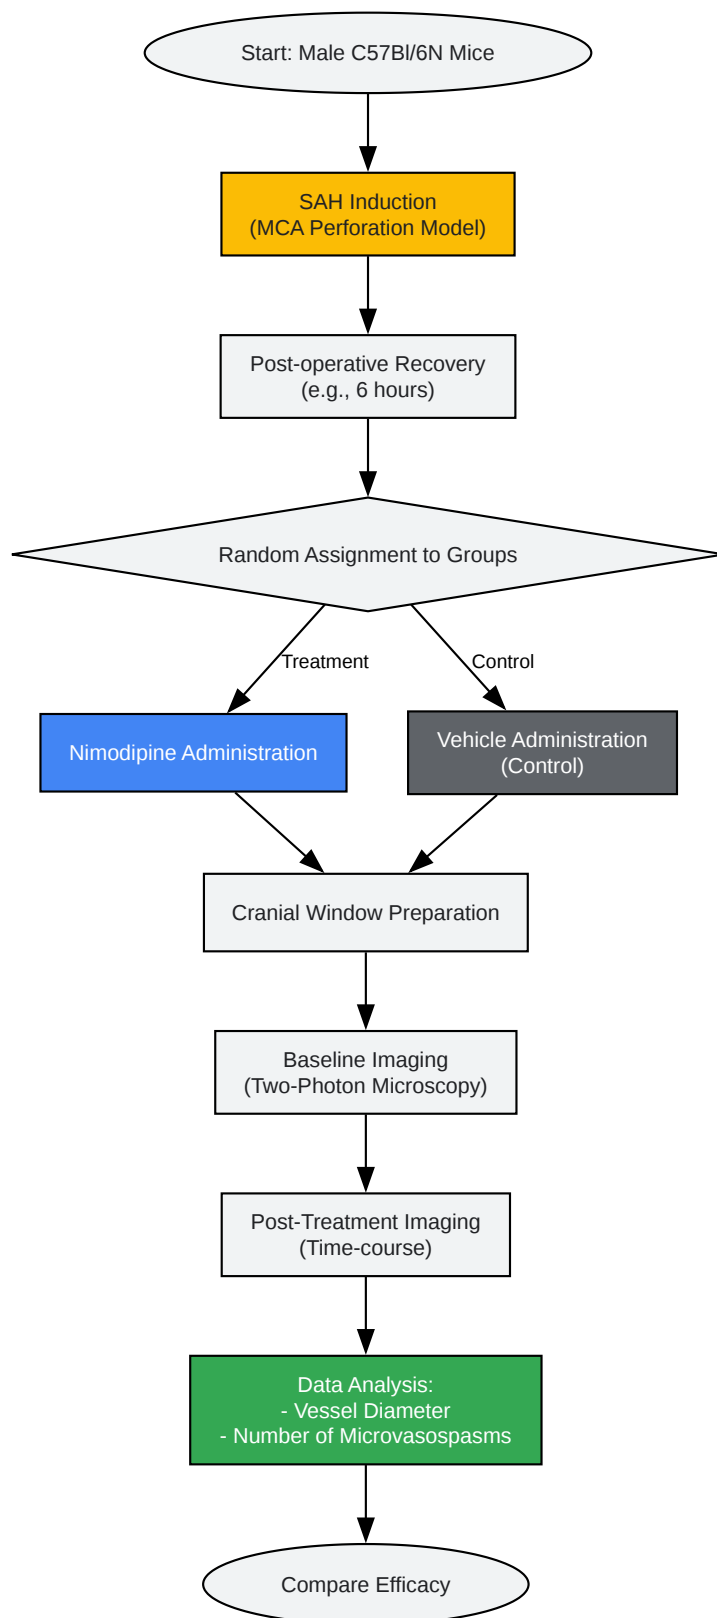 Start: Male C57Bl/6N Mice
SAH Induction
(MCA Perforation Model)
Post-operative Recovery
(e.g., 6 hours)
Random Assignment to Groups
Treatment
Control
Nimodipine Administration
Vehicle Administration
(Control)
Cranial Window Preparation
Baseline Imaging
(Two-Photon Microscopy)
Post-Treatment Imaging
(Time-course)
Data Analysis:
- Vessel Diameter
- Number of Microvasospasms
Compare Efficacy